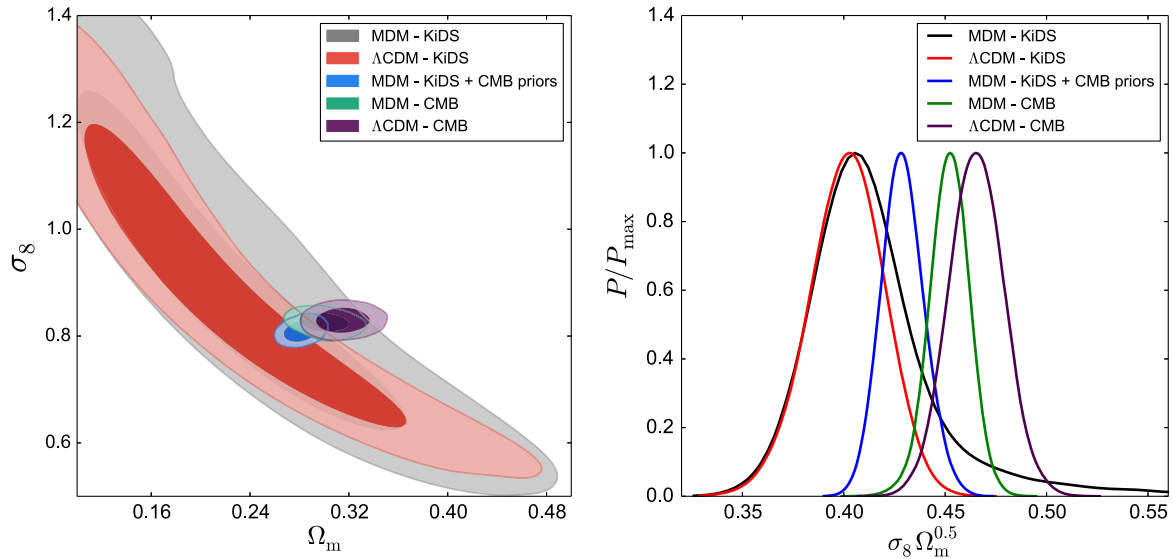 1.4
1.2
1.0
0.8
0.6
σ₈
0.16
0.24
0.32
0.40
0.48
Ωₘ
MDM - KiDS
ΛCDM - KiDS
MDM - KiDS + CMB priors
MDM - CMB
ΛCDM - CMB
1.4
1.2
1.0
0.8
0.6
0.4
0.2
0.0
P/Pₘₐₓ
0.35
0.40
0.45
0.50
0.55
σ₈ Ωₘ^0.5
MDM - KiDS
ΛCDM - KiDS
MDM - KiDS + CMB priors
MDM - CMB
ΛCDM - CMB